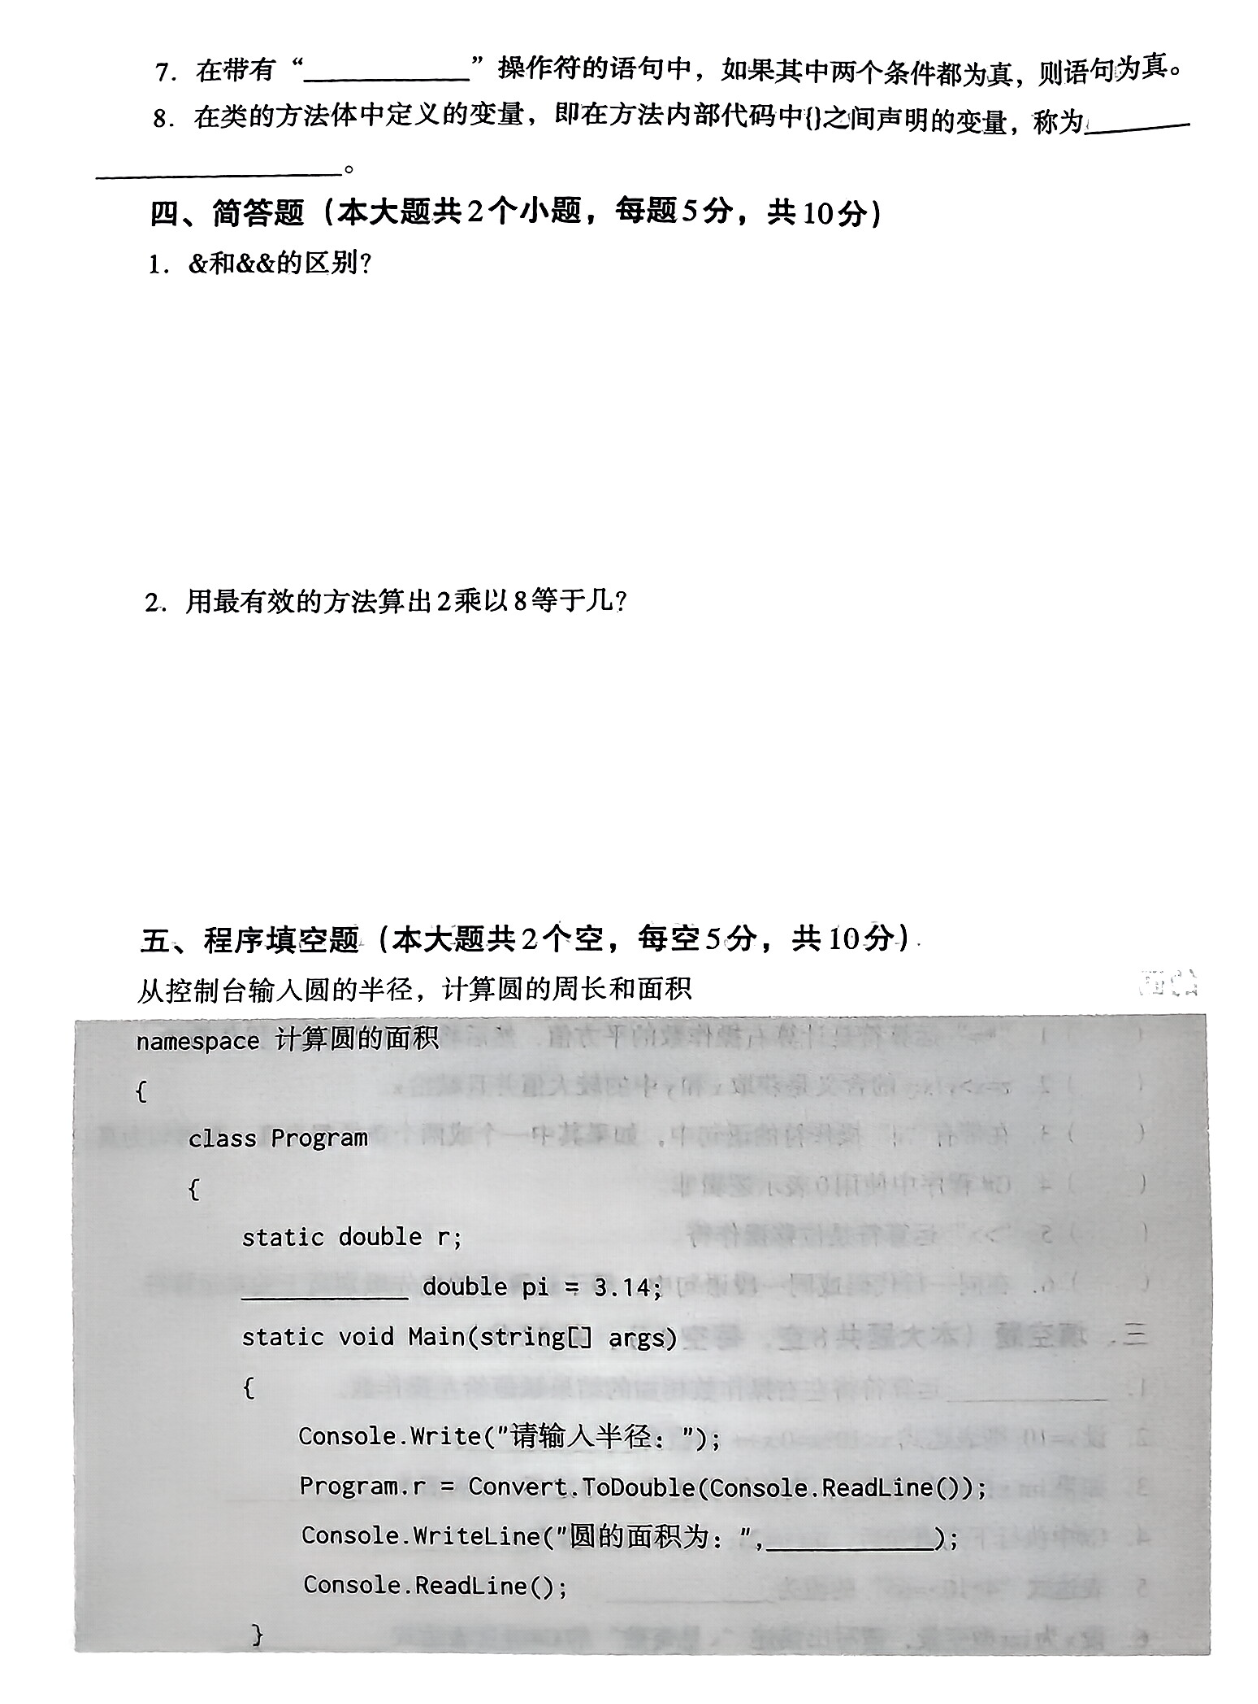 7. 在带有“____________”操作符的语句中，如果其中两个条件都为真，则语句为真。
8. 在类的方法体中定义的变量，即在方法内部代码中{}之间声明的变量，称为________
__________________。
四、简答题（本大题共2个小题，每题5分，共10分）
1. &和&&的区别？
2. 用最有效的方法算出2乘以8等于几？
五、程序填空题（本大题共2个空，每空5分，共10分）
从控制台输入圆的半径，计算圆的周长和面积
namespace 计算圆的面积
{
class Program
{
static double r;
____________ double pi = 3.14;
static void Main(string[] args)
{
Console.Write("请输入半径：");
Program.r = Convert.ToDouble(Console.ReadLine());
Console.WriteLine("圆的面积为：",____________);
Console.ReadLine();
}